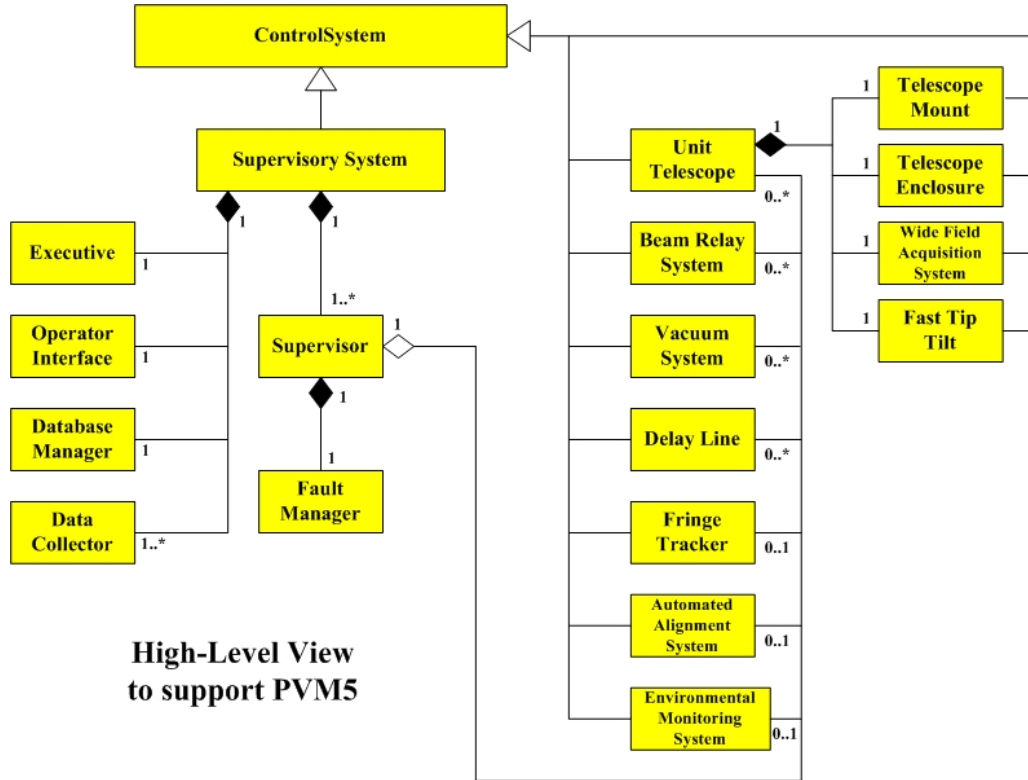 ControlSystem
Supervisory System
1
1
Executive
1
Operator
Interface
1
Database
Manager
1
Data
Collector
1..*
1..*
Supervisor
1
1
1
Fault
Manager
High-Level View
to support PVM5
Unit
Telescope
1
0..*
Beam Relay
System
0..*
Vacuum
System
0..*
Delay Line
0..*
Fringe
Tracker
0..1
Automated
Alignment
System
0..1
Environmental
Monitoring
System
0..1
1
Telescope
Mount
1
Telescope
Enclosure
1
Wide Field
Acquisition
System
1
Fast Tip
Tilt